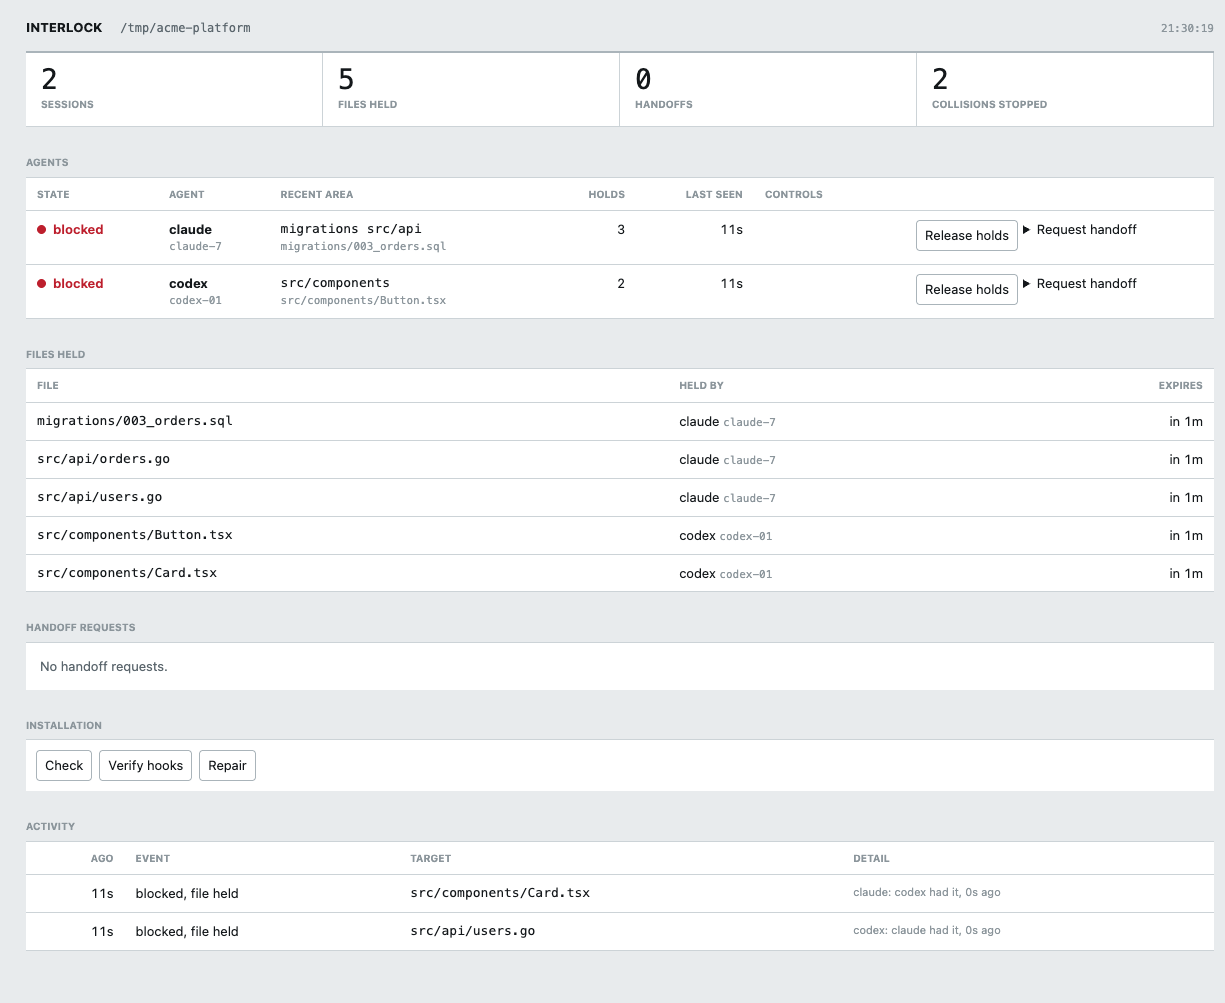 INTERLOCK /tmp/acme-platform 21:30:19
2 5 0 2
SESSIONS FILES HELD HANDOFFS COLLISIONS STOPPED
AGENTS
STATE AGENT RECENT AREA HOLDS LAST SEEN CONTROLS
blocked claude migrations src/api 3 11s Release holds Request handoff
claude-7 migrations/003_orders.sql
blocked codex src/components 2 11s Release holds Request handoff
codex-01 src/components/Button.tsx
FILES HELD
FILE HELD BY EXPIRES
migrations/003_orders.sql claude claude-7 in 1m
src/api/orders.go claude claude-7 in 1m
src/api/users.go claude claude-7 in 1m
src/components/Button.tsx codex codex-01 in 1m
src/components/Card.tsx codex codex-01 in 1m
HANDOFF REQUESTS
No handoff requests.
INSTALLATION
Check Verify hooks Repair
ACTIVITY
AGO EVENT TARGET DETAIL
11s blocked, file held src/components/Card.tsx claude: codex had it, 0s ago
11s blocked, file held src/api/users.go codex: claude had it, 0s ago